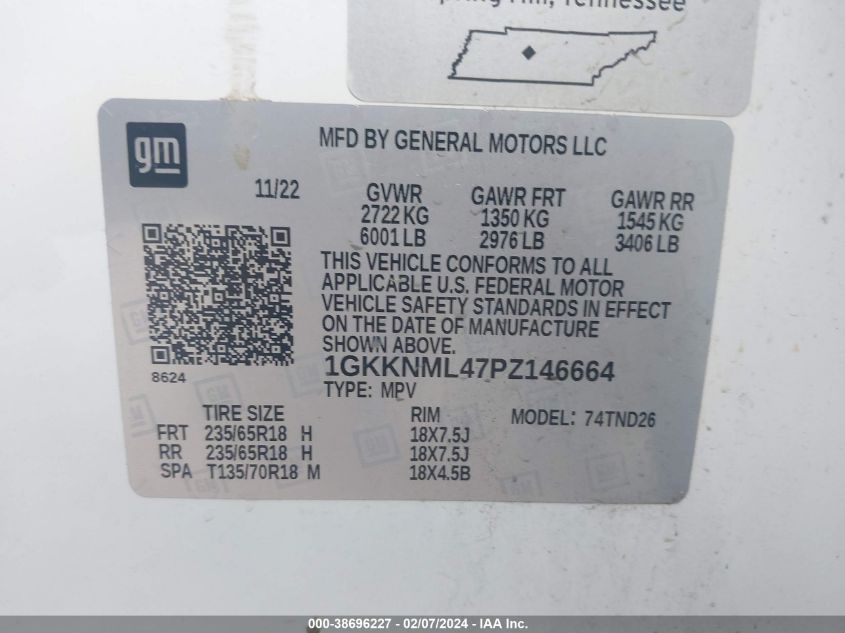 Spring Hill, Tennessee
gm
MFD BY GENERAL MOTORS LLC
11/22
GVWR GAWR FRT GAWR RR
2722 KG 1350 KG 1545 KG
6001 LB 2976 LB 3406 LB
THIS VEHICLE CONFORMS TO ALL
APPLICABLE U.S. FEDERAL MOTOR
VEHICLE SAFETY STANDARDS IN EFFECT
ON THE DATE OF MANUFACTURE
SHOWN ABOVE.
8624
1GKKNML47PZ146664
TYPE: MPV
TIRE SIZE RIM MODEL: 74TND26
FRT 235/65R18 H 18X7.5J
RR 235/65R18 H 18X7.5J
SPA T135/70R18 M 18X4.5B
000-38696227 - 02/07/2024 - IAA Inc.